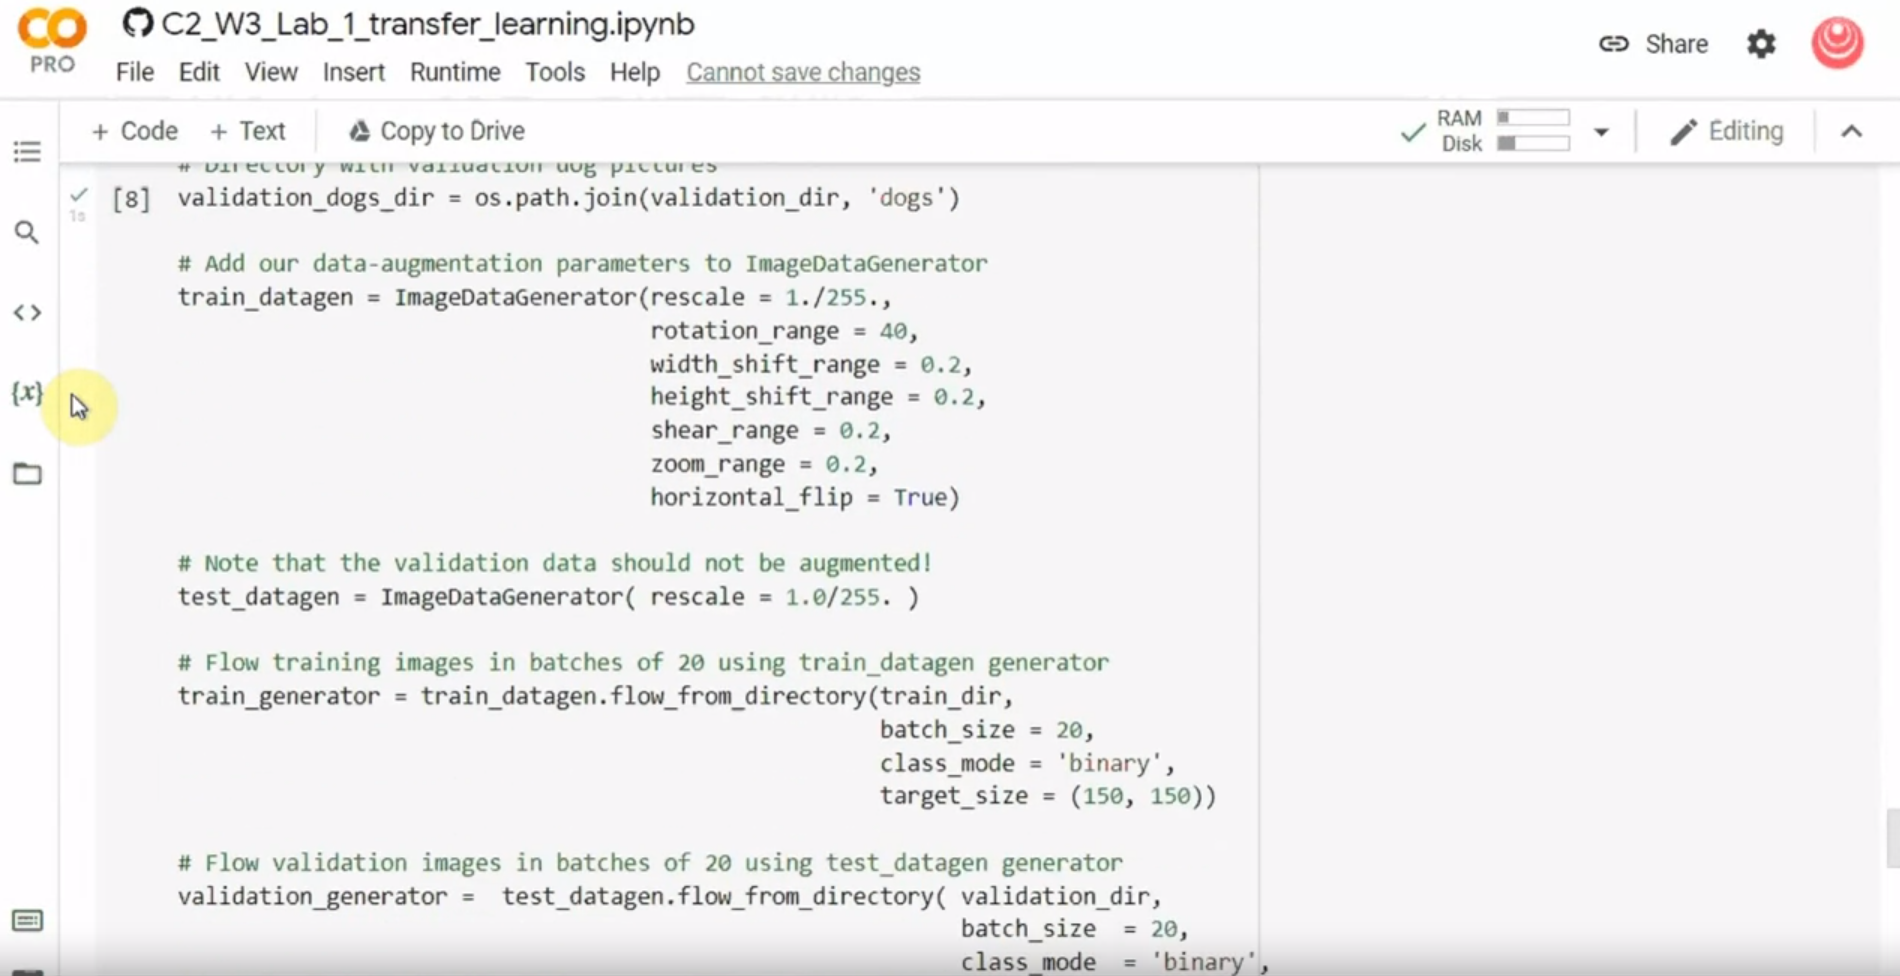 C2_W3_Lab_1_transfer_learning.ipynb
PRO
File Edit View Insert Runtime Tools Help Cannot save changes
Share
+ Code + Text Copy to Drive
RAM
Disk
Editing
# Directory with validation dog pictures
[8] validation_dogs_dir = os.path.join(validation_dir, 'dogs')
1s
# Add our data-augmentation parameters to ImageDataGenerator
train_datagen = ImageDataGenerator(rescale = 1./255.,
rotation_range = 40,
width_shift_range = 0.2,
{x}
height_shift_range = 0.2,
shear_range = 0.2,
zoom_range = 0.2,
horizontal_flip = True)
# Note that the validation data should not be augmented!
test_datagen = ImageDataGenerator( rescale = 1.0/255. )
# Flow training images in batches of 20 using train_datagen generator
train_generator = train_datagen.flow_from_directory(train_dir,
batch_size = 20,
class_mode = 'binary',
target_size = (150, 150))
# Flow validation images in batches of 20 using test_datagen generator
validation_generator =  test_datagen.flow_from_directory( validation_dir,
batch_size  = 20,
class_mode  = 'binary',